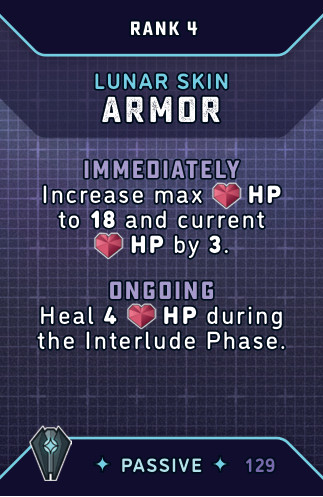 RANK 4
LUNAR SKIN
ARMOR
IMMEDIATELY
Increase max HP
to 18 and current
HP by 3.
ONGOING
Heal 4 HP during
the Interlude Phase.
PASSIVE 129